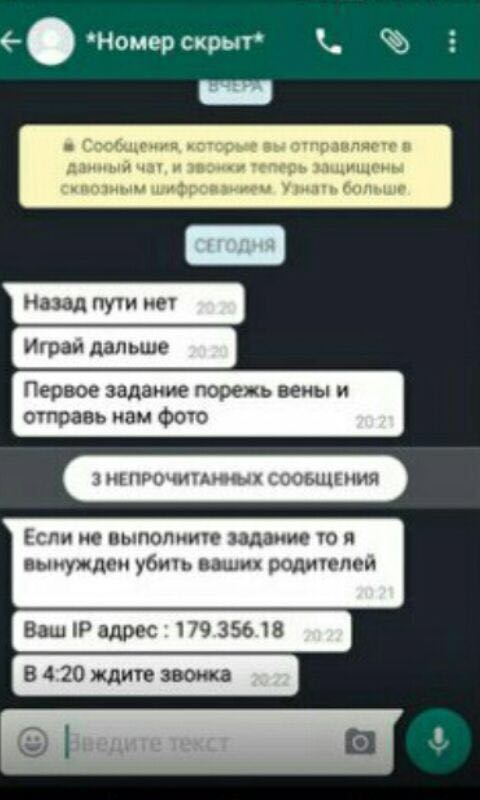 *Номер скрыт*
ВЧЕРА
Сообщения, которые вы отправляете в
данный чат, и звонки теперь защищены
сквозным шифрованием. Узнать больше.
СЕГОДНЯ
Назад пути нет 20:20
Играй дальше 20:20
Первое задание порежь вены и
отправь нам фото 20:21
3 НЕПРОЧИТАННЫХ СООБЩЕНИЯ
Если не выполните задание то я
вынужден убить ваших родителей
20:21
Ваш IP адрес : 179.356.18 20:22
В 4:20 ждите звонка 20:22
Введите текст